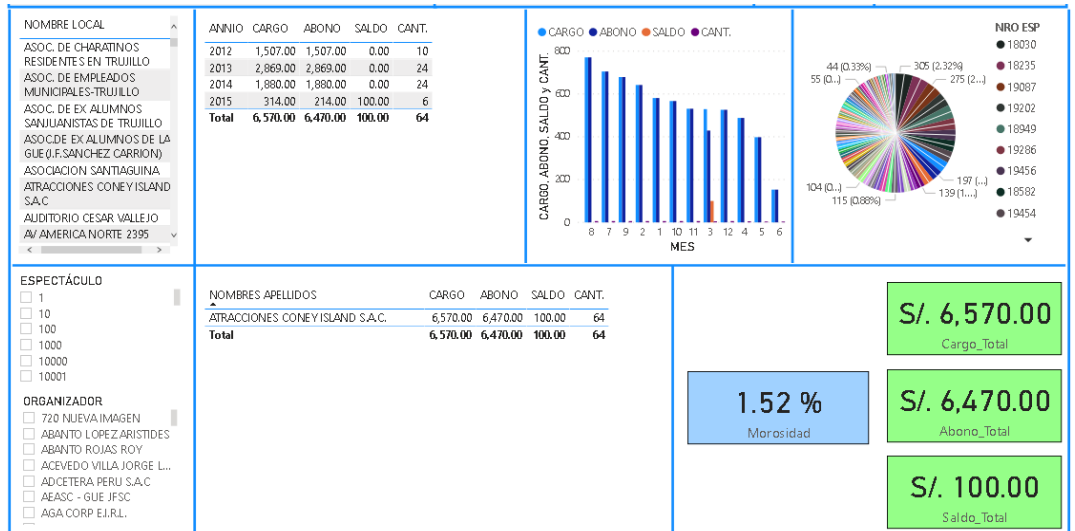 NOMBRE LOCAL
ASOC. DE CHARATINOS
RESIDENTES EN TRUJILLO
ASOC. DE EMPLEADOS
MUNICIPALES-TRUJILLO
ASOC. DE EX ALUMNOS
SANJUANISTAS DE TRUJILLO
ASOC.DE EX ALUMNOS DE LA
GUE(J.F.SANCHEZ CARRION)
ASOCIACION SANTIAGUINA
ATRACCIONES CONEY ISLAND
S.A.C
AUDITORIO CESAR VALLEJO
AV AMERICA NORTE 2395
ANNIO CARGO ABONO SALDO CANT.
2012 1,507.00 1,507.00 0.00 10
2013 2,869.00 2,869.00 0.00 24
2014 1,880.00 1,880.00 0.00 24
2015 314.00 214.00 100.00 6
Total 6,570.00 6,470.00 100.00 64
CARGO ABONO SALDO CANT.
CARGO, ABONO, SALDO y CANT.
800
600
400
200
0
8 7 9 2 1 10 11 3 12 4 5 6
MES
44 (0.33%)
305 (2.32%)
55 (0...)
275 (2...)
104 (0...)
197 (...)
115 (0.88%)
139 (1....)
NRO ESP
18030
18235
19087
19202
18949
19286
19456
18582
19454
ESPECTÁCULO
1
10
100
1000
10000
10001
ORGANIZADOR
720 NUEVA IMAGEN
ABANTO LOPEZ ARISTIDES
ABANTO ROJAS ROY
ACEVEDO VILLA JORGE L...
ADCETERA PERU S.A.C
AEASC - GUE JFSC
AGA CORP E.I.R.L.
NOMBRES APELLIDOS CARGO ABONO SALDO CANT.
ATRACCIONES CONEY ISLAND S.A.C. 6,570.00 6,470.00 100.00 64
Total 6,570.00 6,470.00 100.00 64
1.52 %
Morosidad
S/. 6,570.00
Cargo_Total
S/. 6,470.00
Abono_Total
S/. 100.00
Saldo_Total